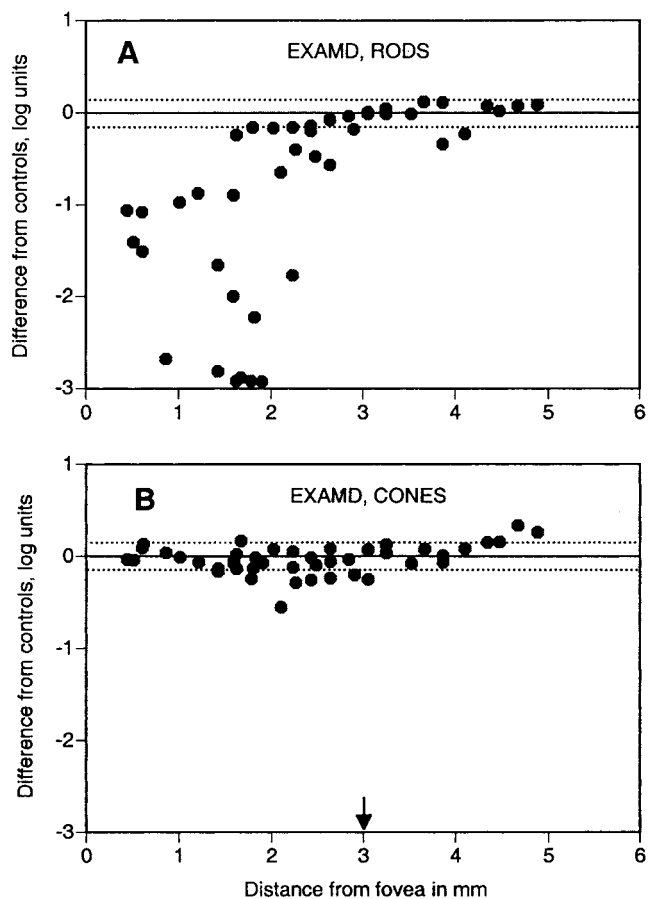 A
EXAMD, RODS
Difference from controls, log units
1
0
-1
-2
-3
0 1 2 3 4 5 6
B
EXAMD, CONES
Difference from controls, log units
1
0
-1
-2
-3
0 1 2 3 4 5 6
Distance from fovea in mm